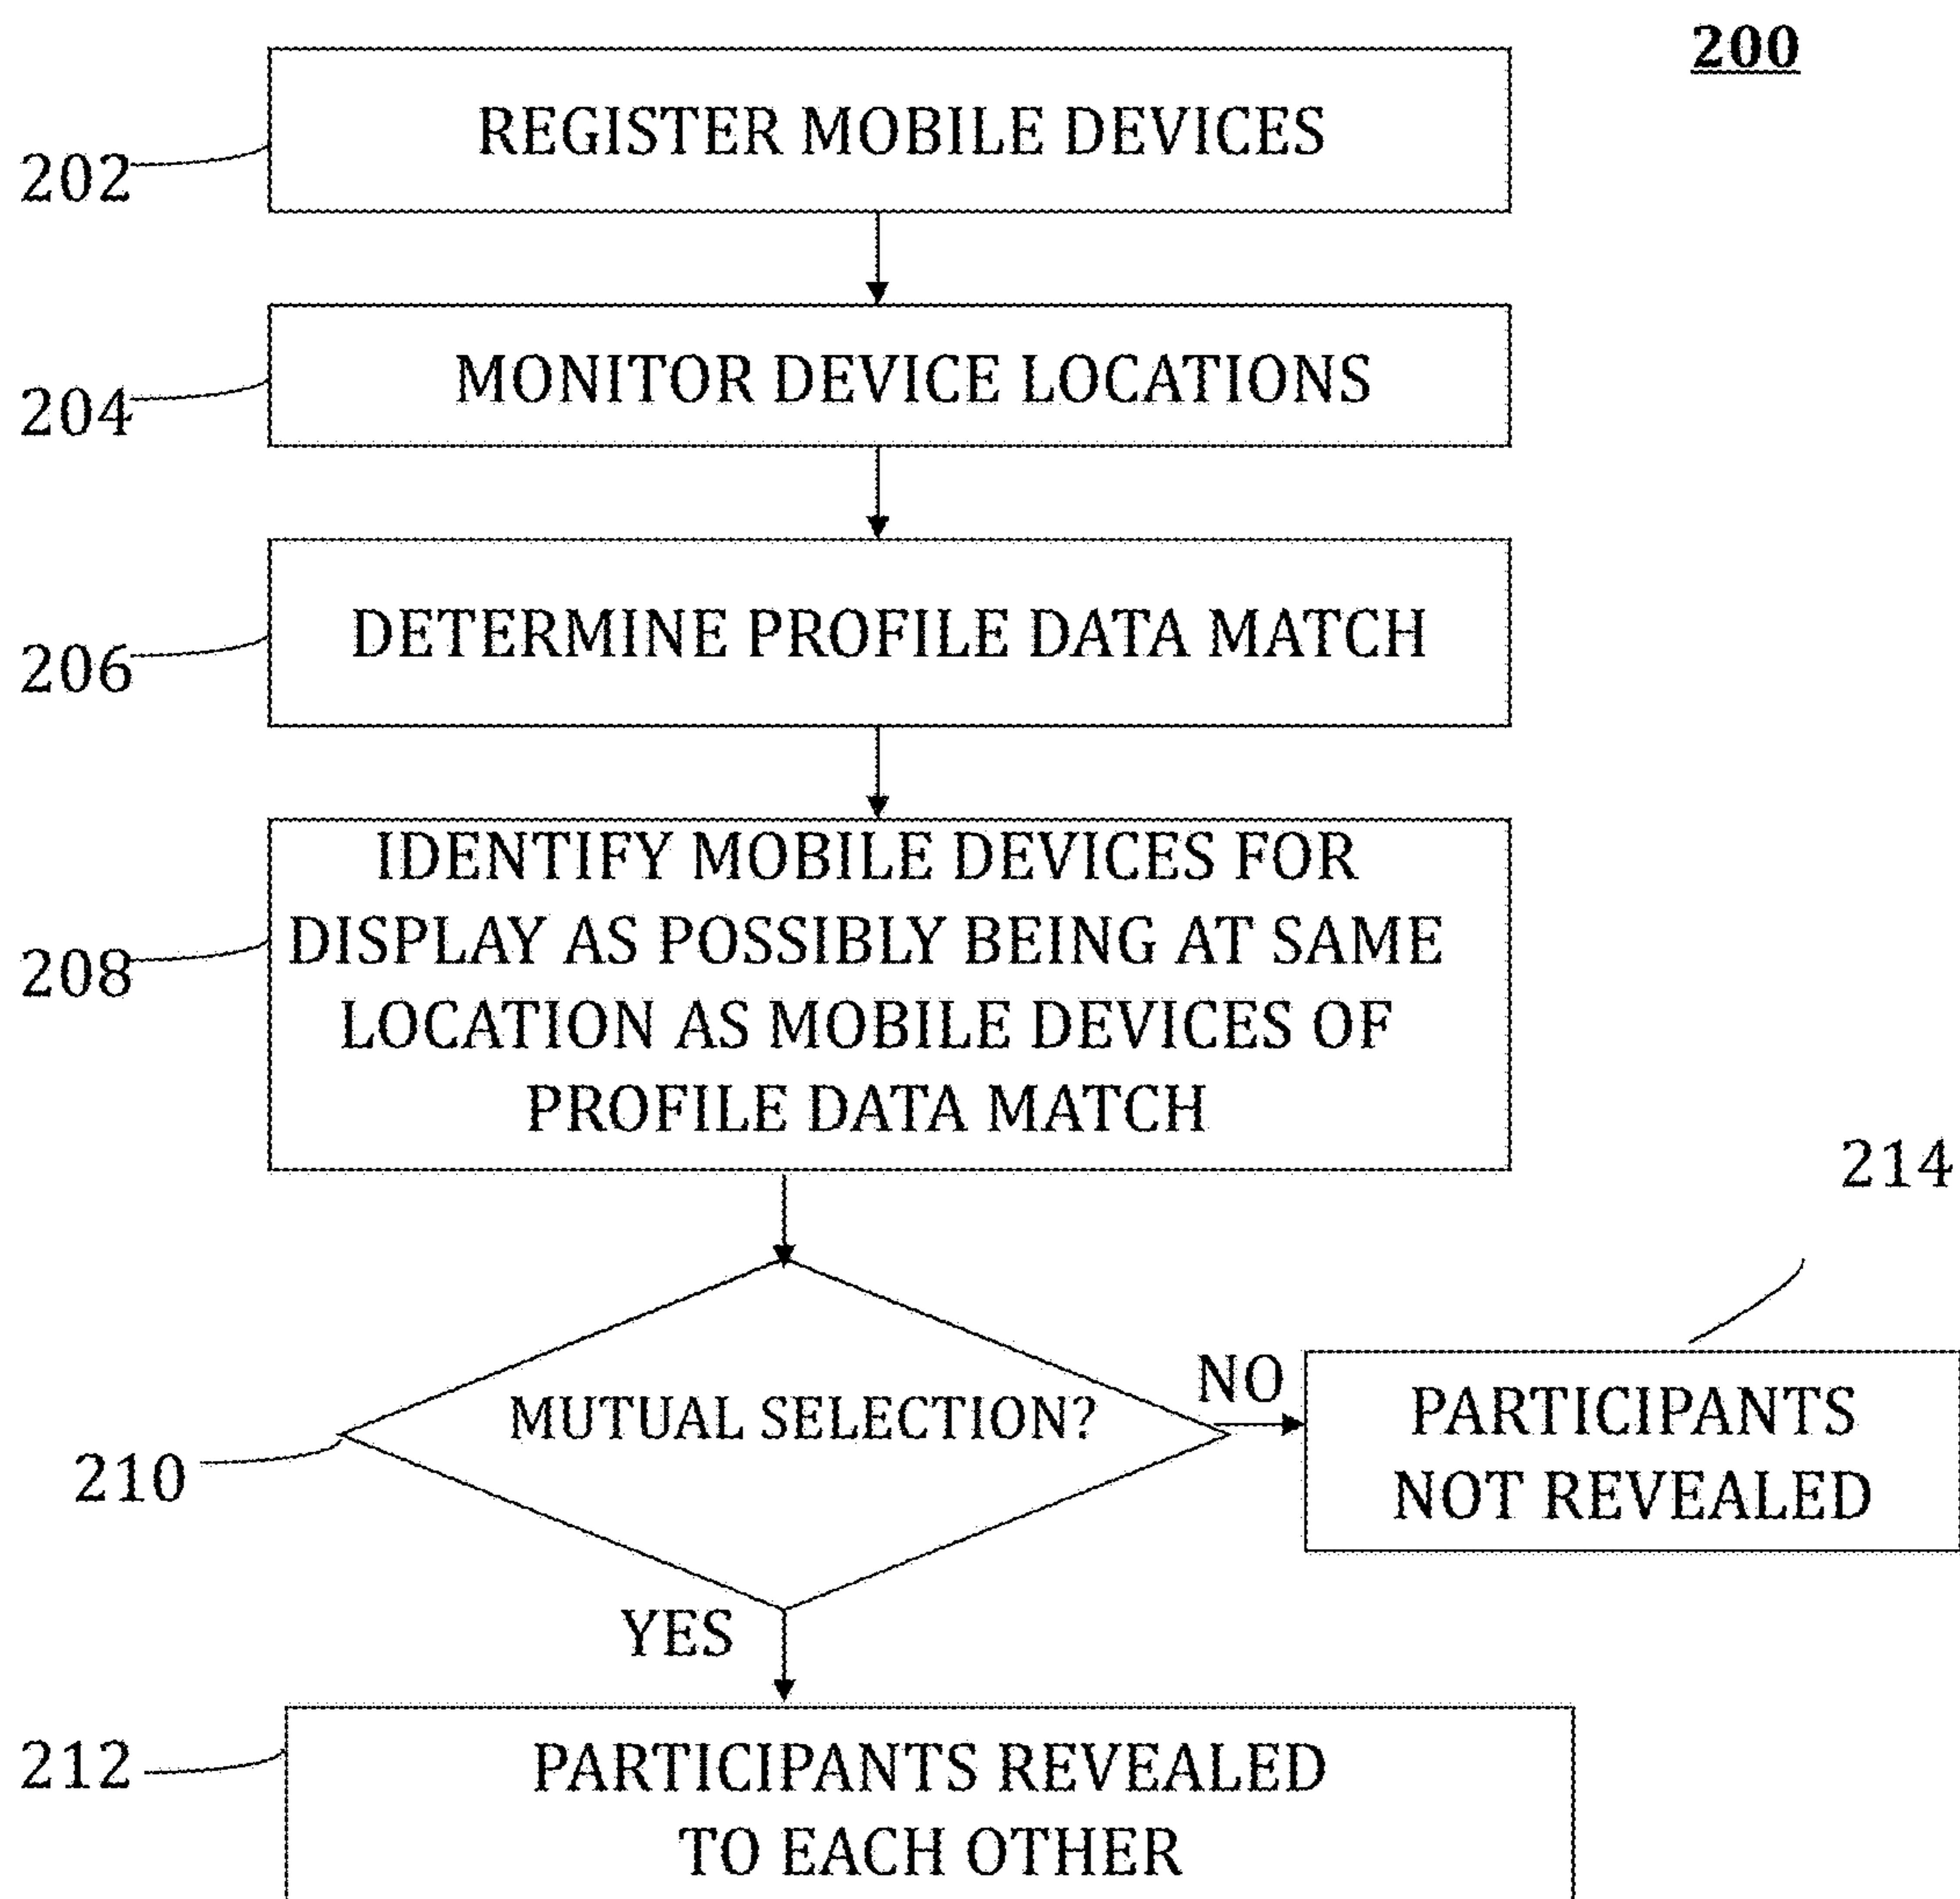 200
REGISTER MOBILE DEVICES
202
MONITOR DEVICE LOCATIONS
204
DETERMINE PROFILE DATA MATCH
206
IDENTIFY MOBILE DEVICES FOR
DISPLAY AS POSSIBLY BEING AT SAME
LOCATION AS MOBILE DEVICES OF
PROFILE DATA MATCH
208
214
MUTUAL SELECTION?
210
NO
PARTICIPANTS
NOT REVEALED
YES
212
PARTICIPANTS REVEALED
TO EACH OTHER